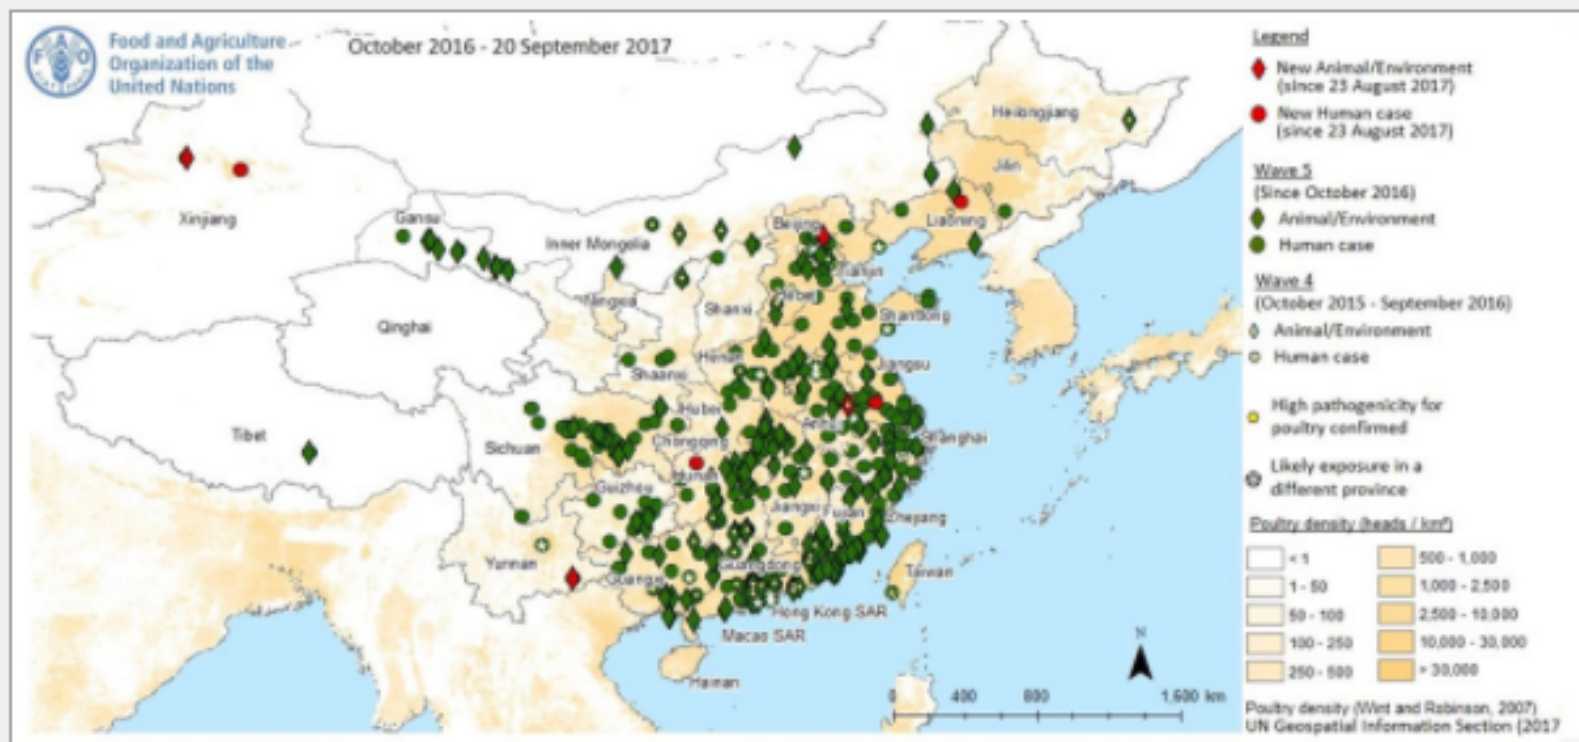 Food and Agriculture
Organization of the
United Nations
October 2016 - 20 September 2017
Heilongjiang
Jilin
Liaoning
Xinjiang
Gansu
Inner Mongolia
Beijing
Tianjin
Hebei
Ningxia
Shanxi
Shandong
Qinghai
Henan
Jiangsu
Shaanxi
Hubei
Anhui
Tibet
Sichuan
Chongqing
Shanghai
Hunan
Guizhou
Jiangxi
Zhejiang
Yunnan
Guangxi
Guangdong
Taiwan
Hong Kong SAR
Macao SAR
Hainan
N
0 400 800 1,600 km
Legend
New Animal/Environment
(since 23 August 2017)
New Human case
(since 23 August 2017)
Wave 5
(Since October 2016)
Animal/Environment
Human case
Wave 4
(October 2015 - September 2016)
Animal/Environment
Human case
High pathogenicity for
poultry confirmed
Likely exposure in a
different province
Poultry density (heads / km²)
< 1
1 - 50
50 - 100
100 - 250
250 - 500
500 - 1,000
1,000 - 2,500
2,500 - 10,000
10,000 - 30,000
> 30,000
Poultry density (Wint and Robinson, 2007)
UN Geospatial Information Section (2017